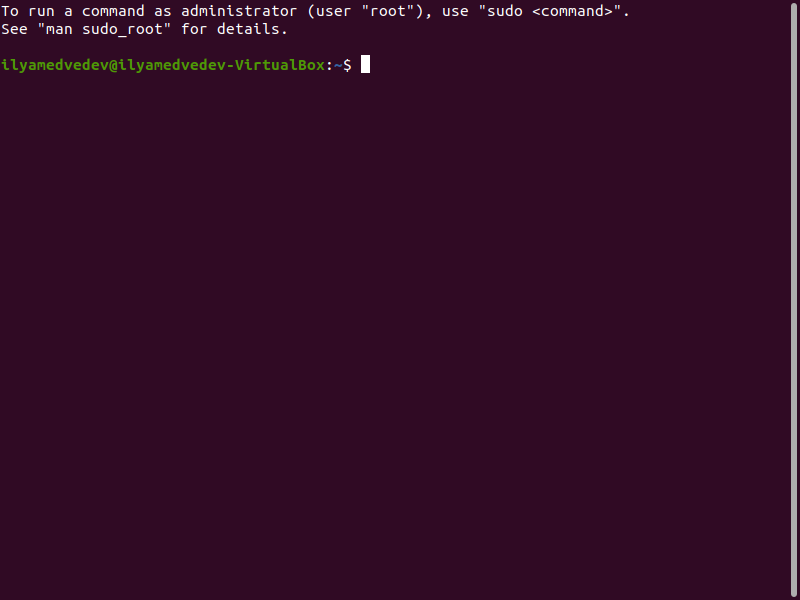 To run a command as administrator (user "root"), use "sudo <command>".
See "man sudo_root" for details.
ilyamedvedev@ilyamedvedev-VirtualBox:~$